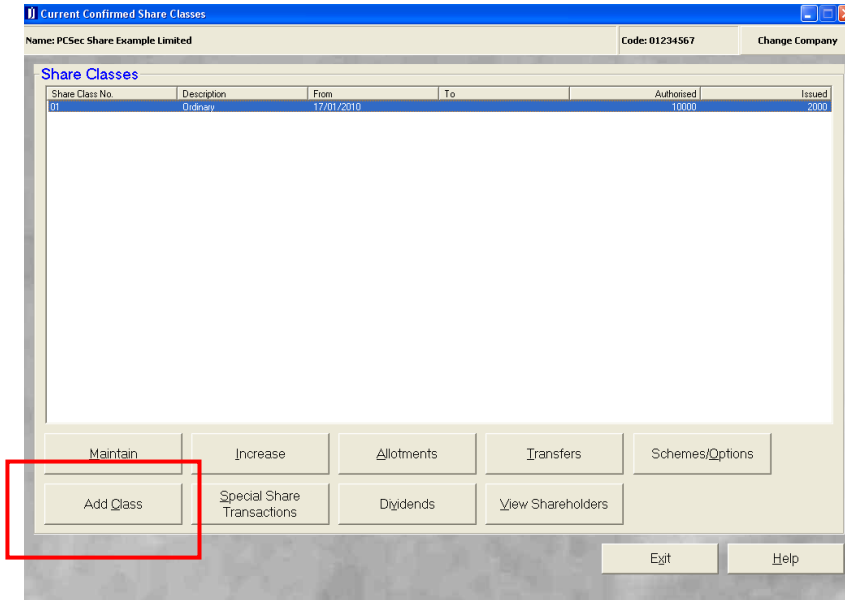 Current Confirmed Share Classes
Name: PCSec Share Example Limited Code: 01234567 Change Company
Share Classes
Share Class No. Description From To Authorised Issued
01 Ordinary 17/01/2010 10000 2000
Maintain Increase Allotments Transfers Schemes/Options
Add Class Special Share Transactions Dividends View Shareholders
Exit Help